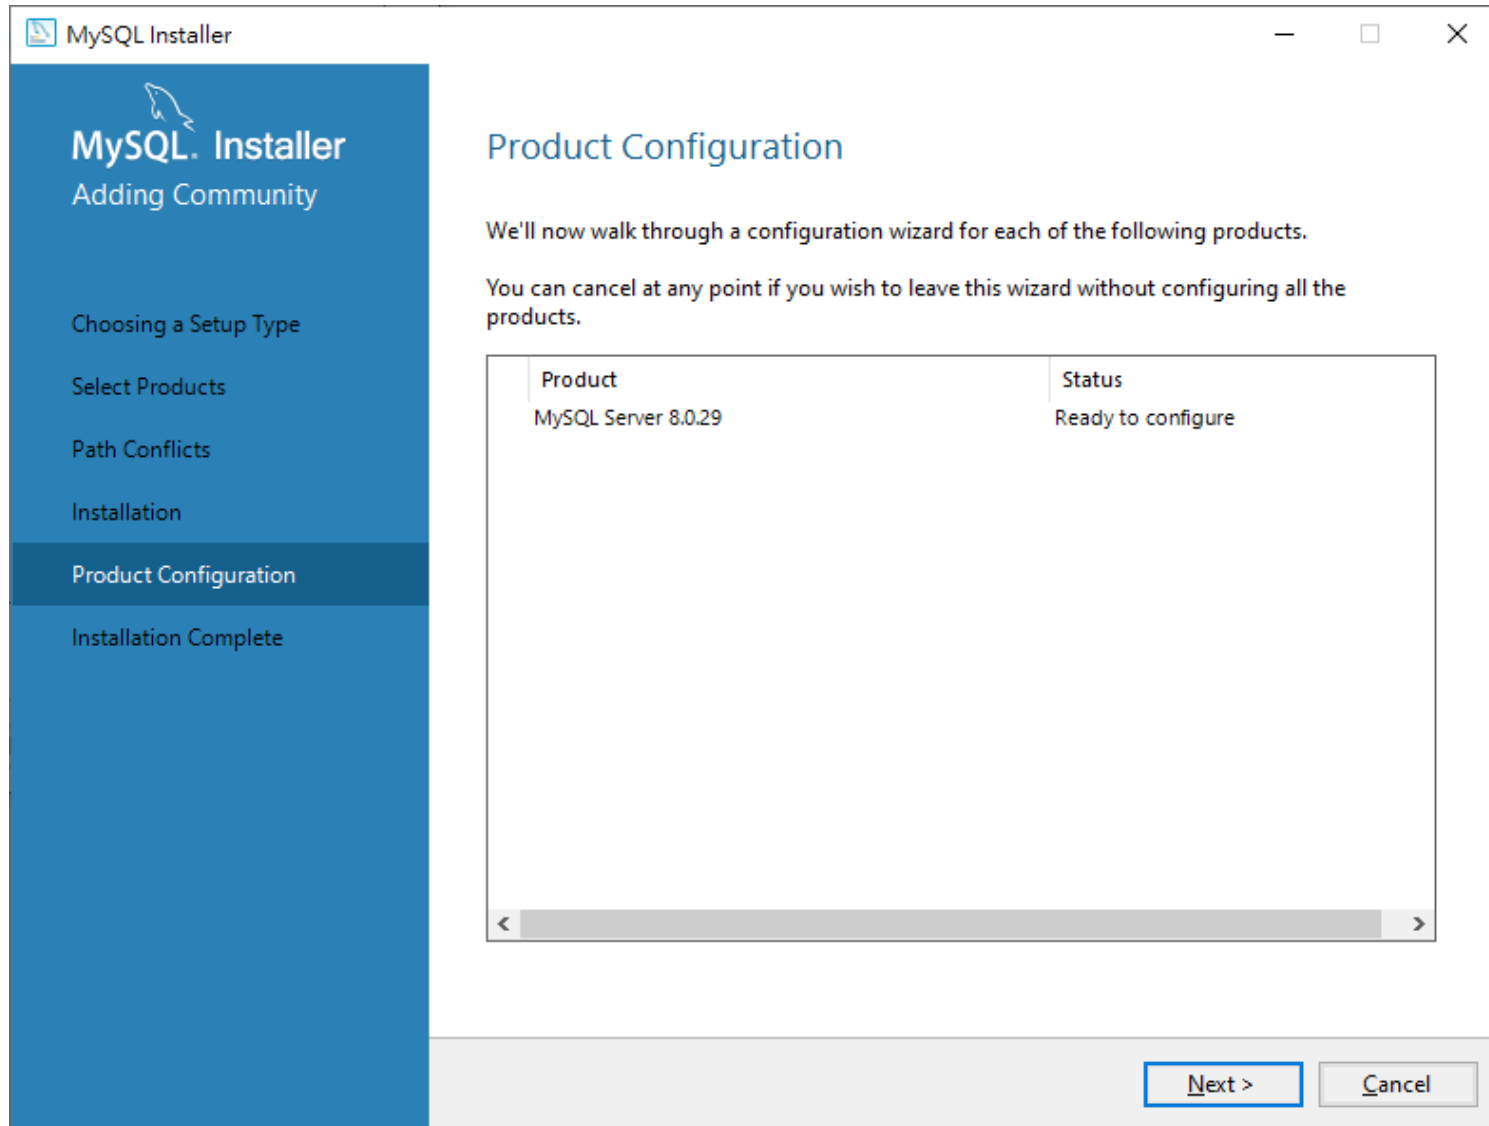 MySQL Installer
MySQL. Installer
Adding Community
Choosing a Setup Type
Select Products
Path Conflicts
Installation
Product Configuration
Installation Complete
Product Configuration
We'll now walk through a configuration wizard for each of the following products.
You can cancel at any point if you wish to leave this wizard without configuring all the
products.
Product Status
MySQL Server 8.0.29 Ready to configure
Next > Cancel